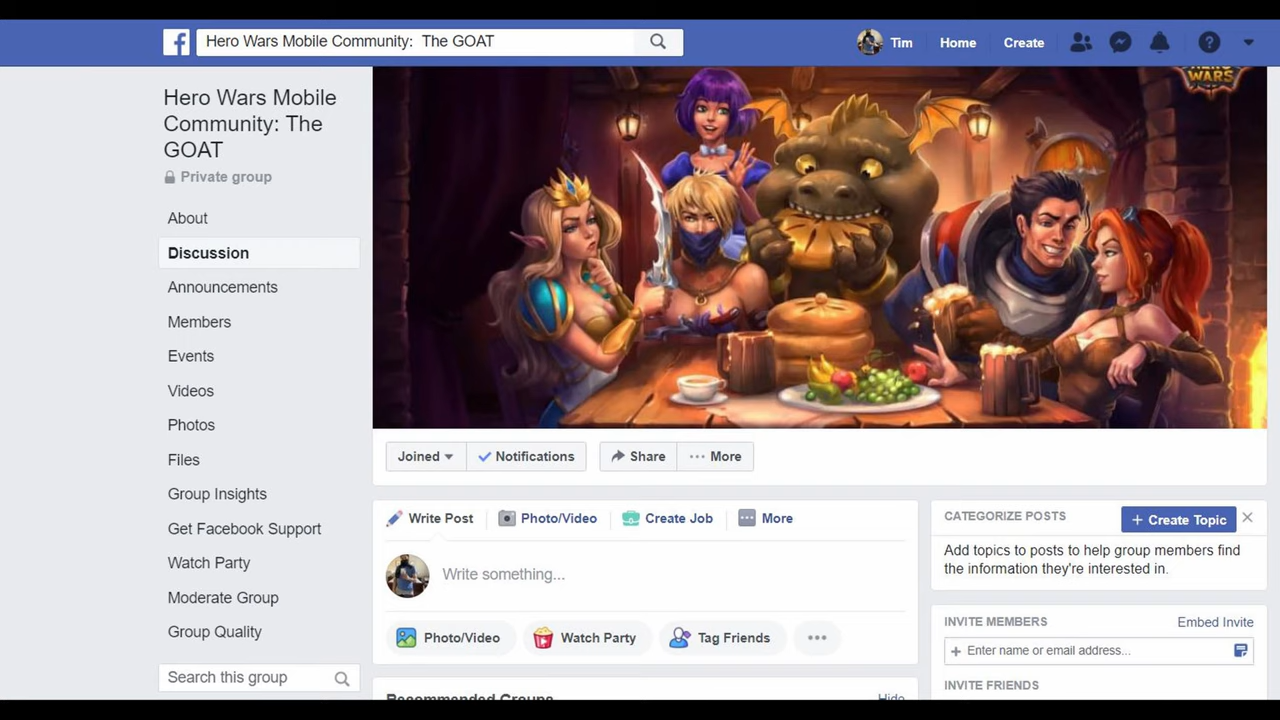 Hero Wars Mobile Community:  The GOAT
Tim
Home
Create
HERO
WARS
Hero Wars Mobile
Community: The
GOAT
Private group
About
Discussion
Announcements
Members
Events
Videos
Photos
Files
Group Insights
Get Facebook Support
Watch Party
Moderate Group
Group Quality
Search this group
Joined
Notifications
Share
More
Write Post
Photo/Video
Create Job
More
Write something...
Photo/Video
Watch Party
Tag Friends
Recommended Groups
Hide
CATEGORIZE POSTS
+ Create Topic
Add topics to posts to help group members find
the information they're interested in.
INVITE MEMBERS
Embed Invite
+ Enter name or email address...
INVITE FRIENDS